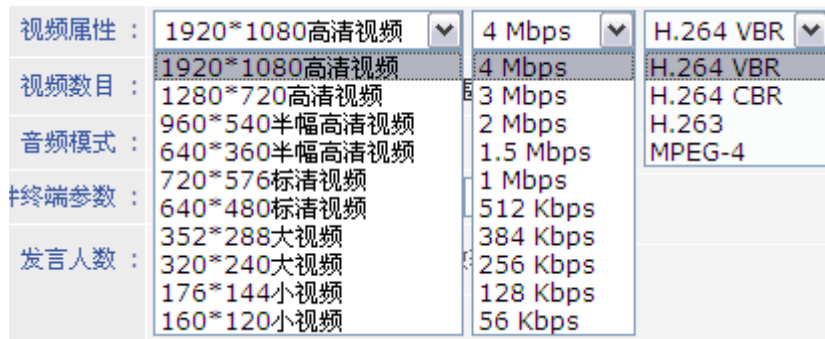 视频属性： 1920*1080高清视频 4 Mbps H.264 VBR
1920*1080高清视频 4 Mbps H.264 VBR
视频数目： 1280*720高清视频 3 Mbps H.264 CBR
960*540半幅高清视频 2 Mbps H.263
音频模式： 640*360半幅高清视频 1.5 Mbps MPEG-4
720*576标清视频 1 Mbps
终端参数： 640*480标清视频 512 Kbps
352*288大视频 384 Kbps
发言人数： 320*240大视频 256 Kbps
176*144小视频 128 Kbps
160*120小视频 56 Kbps